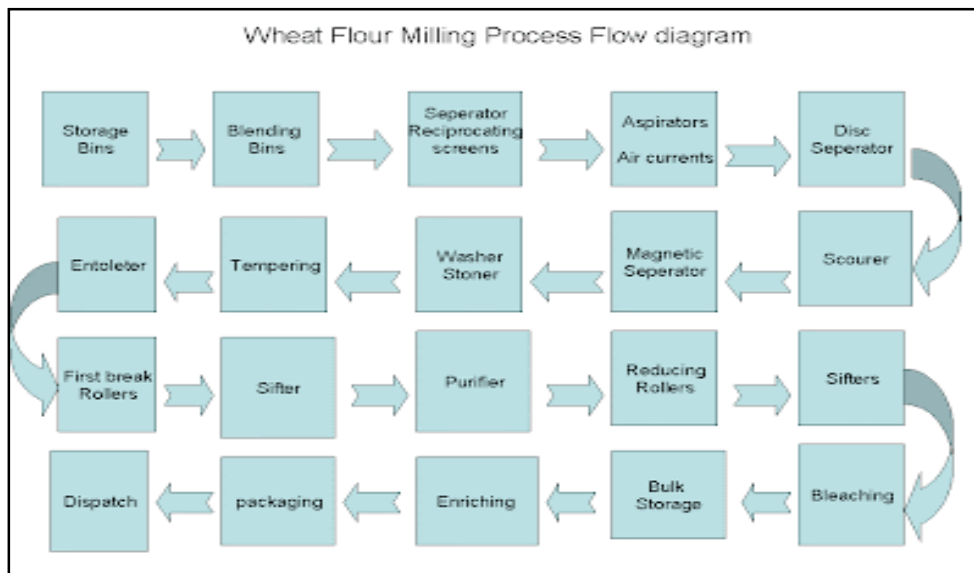 Wheat Flour Milling Process Flow diagram
Storage
Bins
Blending
Bins
Seperator
Reciprocating
screens
Aspirators
Air currents
Disc
Seperator
Scourer
Magnetic
Seperator
Washer
Stoner
Tempering
Entoleter
First break
Rollers
Sifter
Purifier
Reducing
Rollers
Sifters
Bleaching
Bulk
Storage
Enriching
packaging
Dispatch